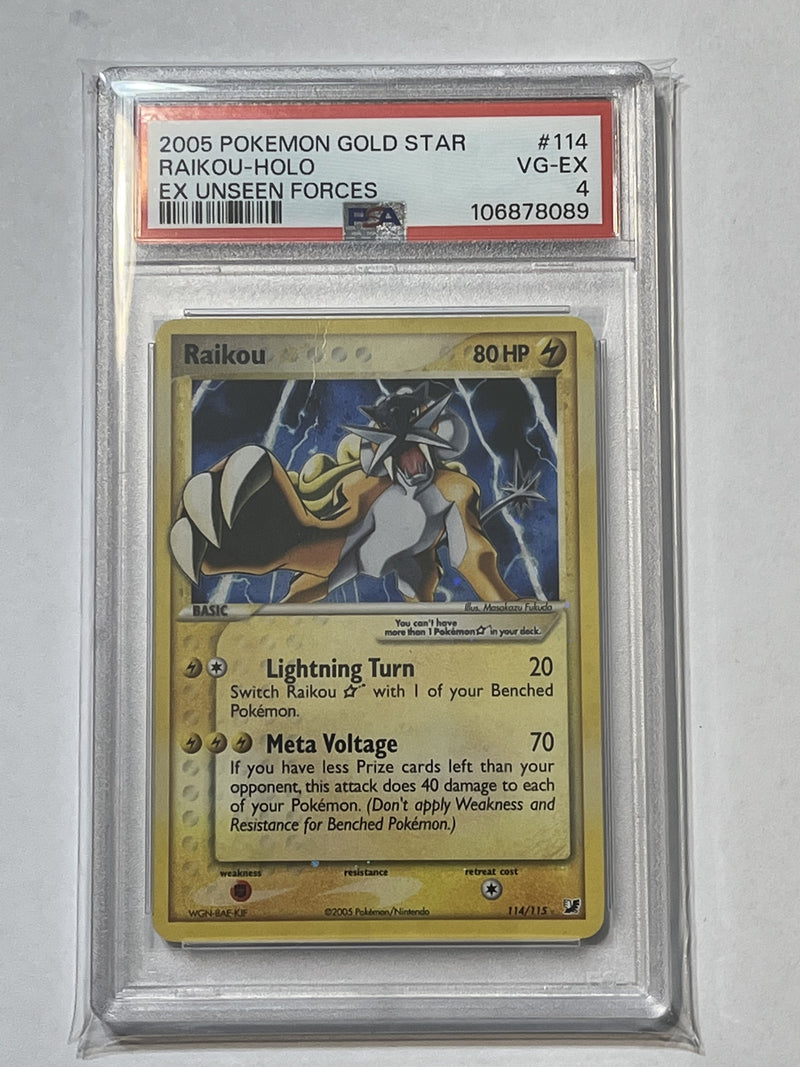 2005 POKEMON GOLD STAR #114
RAIKOU-HOLO VG-EX
EX UNSEEN FORCES 4
PSA 106878089
Raikou 80 HP
BASIC Illus. Masakazu Fukuda
You can't have
more than 1 Pokémon☆ in your deck.
Lightning Turn 20
Switch Raikou ☆ with 1 of your Benched
Pokémon.
Meta Voltage 70
If you have less Prize cards left than your
opponent, this attack does 40 damage to each
of your Pokémon. (Don't apply Weakness and
Resistance for Benched Pokémon.)
weakness resistance retreat cost
WGN-8AE-KJF ©2005 Pokémon/Nintendo 114/115